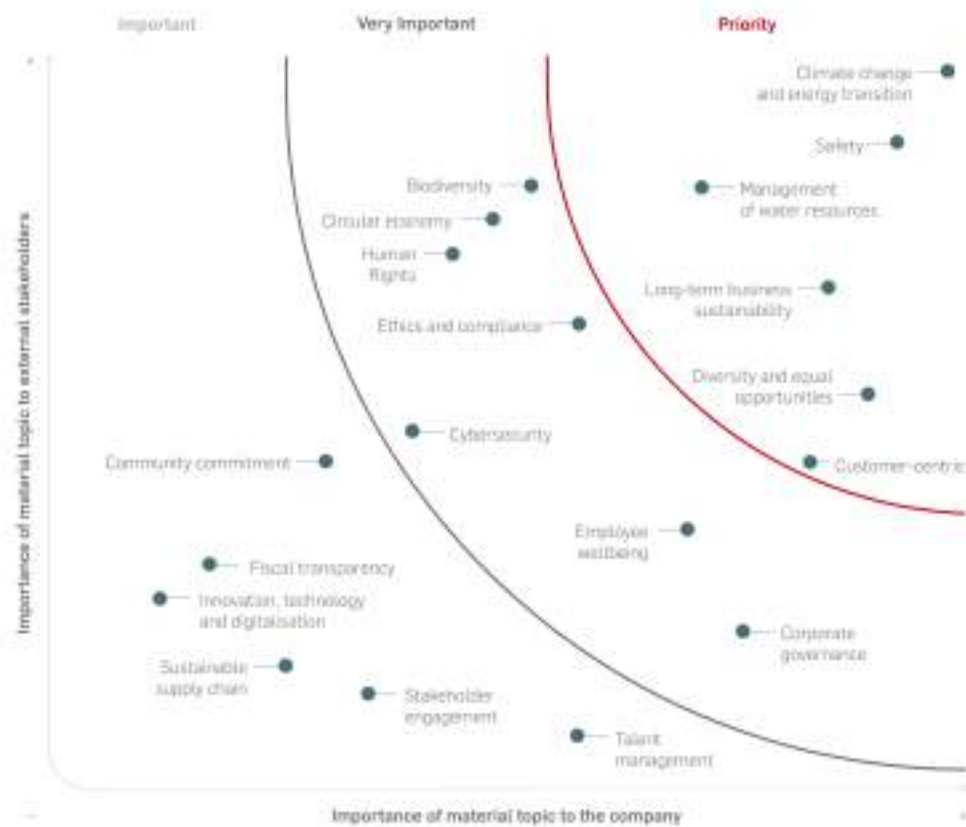 Important
Very Important
Priority
Climate change
and energy transition
Safety
Biodiversity
Management
of water resources
Circular economy
Human
Rights
Long-term business
sustainability
Ethics and compliance
Diversity and equal
opportunities
Cybersecurity
Community commitment
Customer-centric
Employee
wellbeing
Fiscal transparency
Innovation, technology
and digitalisation
Corporate
governance
Sustainable
supply chain
Stakeholder
engagement
Talent
management
Importance of material topic to external stakeholders
Importance of material topic to the company